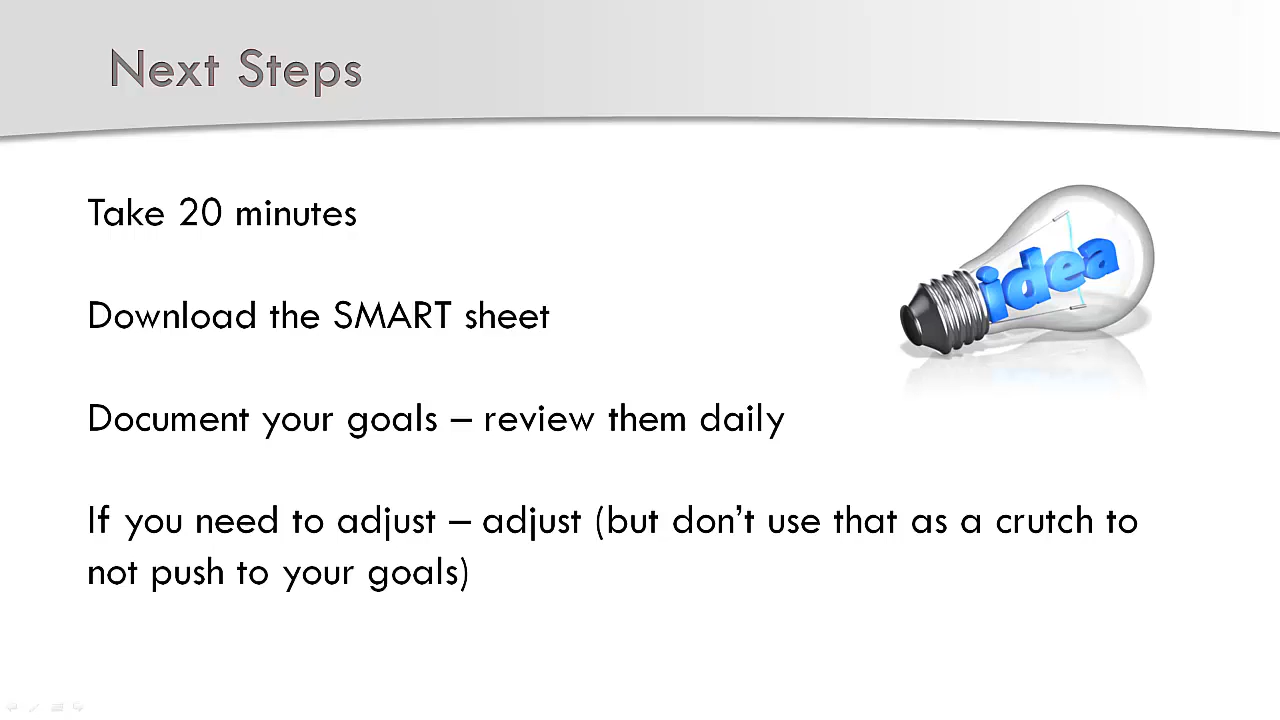 Next Steps
Take 20 minutes
idea
Download the SMART sheet
Document your goals – review them daily
If you need to adjust – adjust (but don’t use that as a crutch to
not push to your goals)